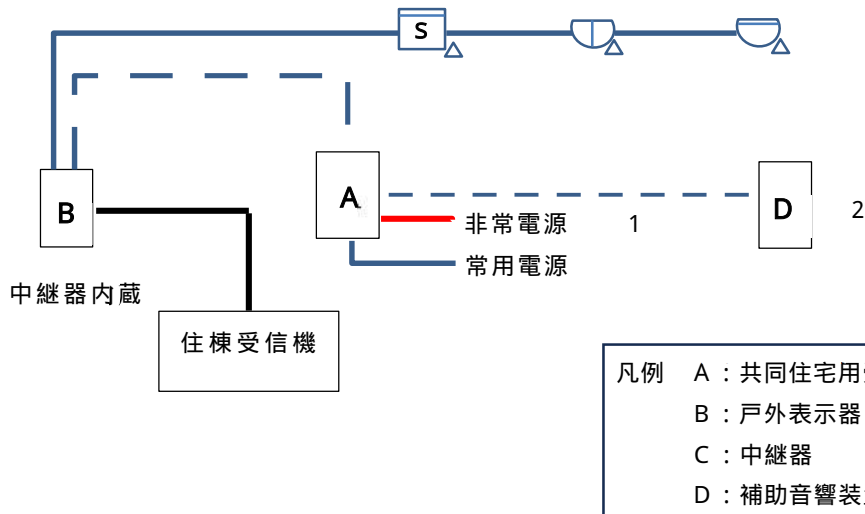 S
B
A
D
非常電源 1
2
常用電源
中継器内蔵
住棟受信機
凡例 A：共同住宅用
B：戸外表示器
C：中継器
D：補助音響装